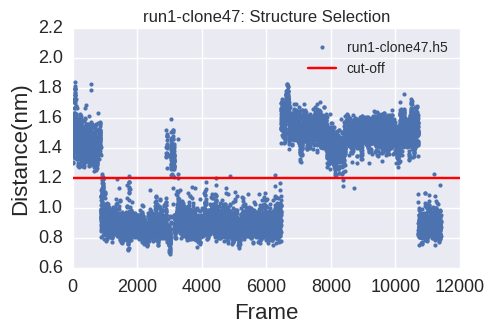 run1-clone47: Structure Selection
2.2
2.0
1.8
1.6
1.4
1.2
1.0
0.8
0.6
Distance(nm)
run1-clone47.h5
cut-off
0 2000 4000 6000 8000 10000 12000
Frame